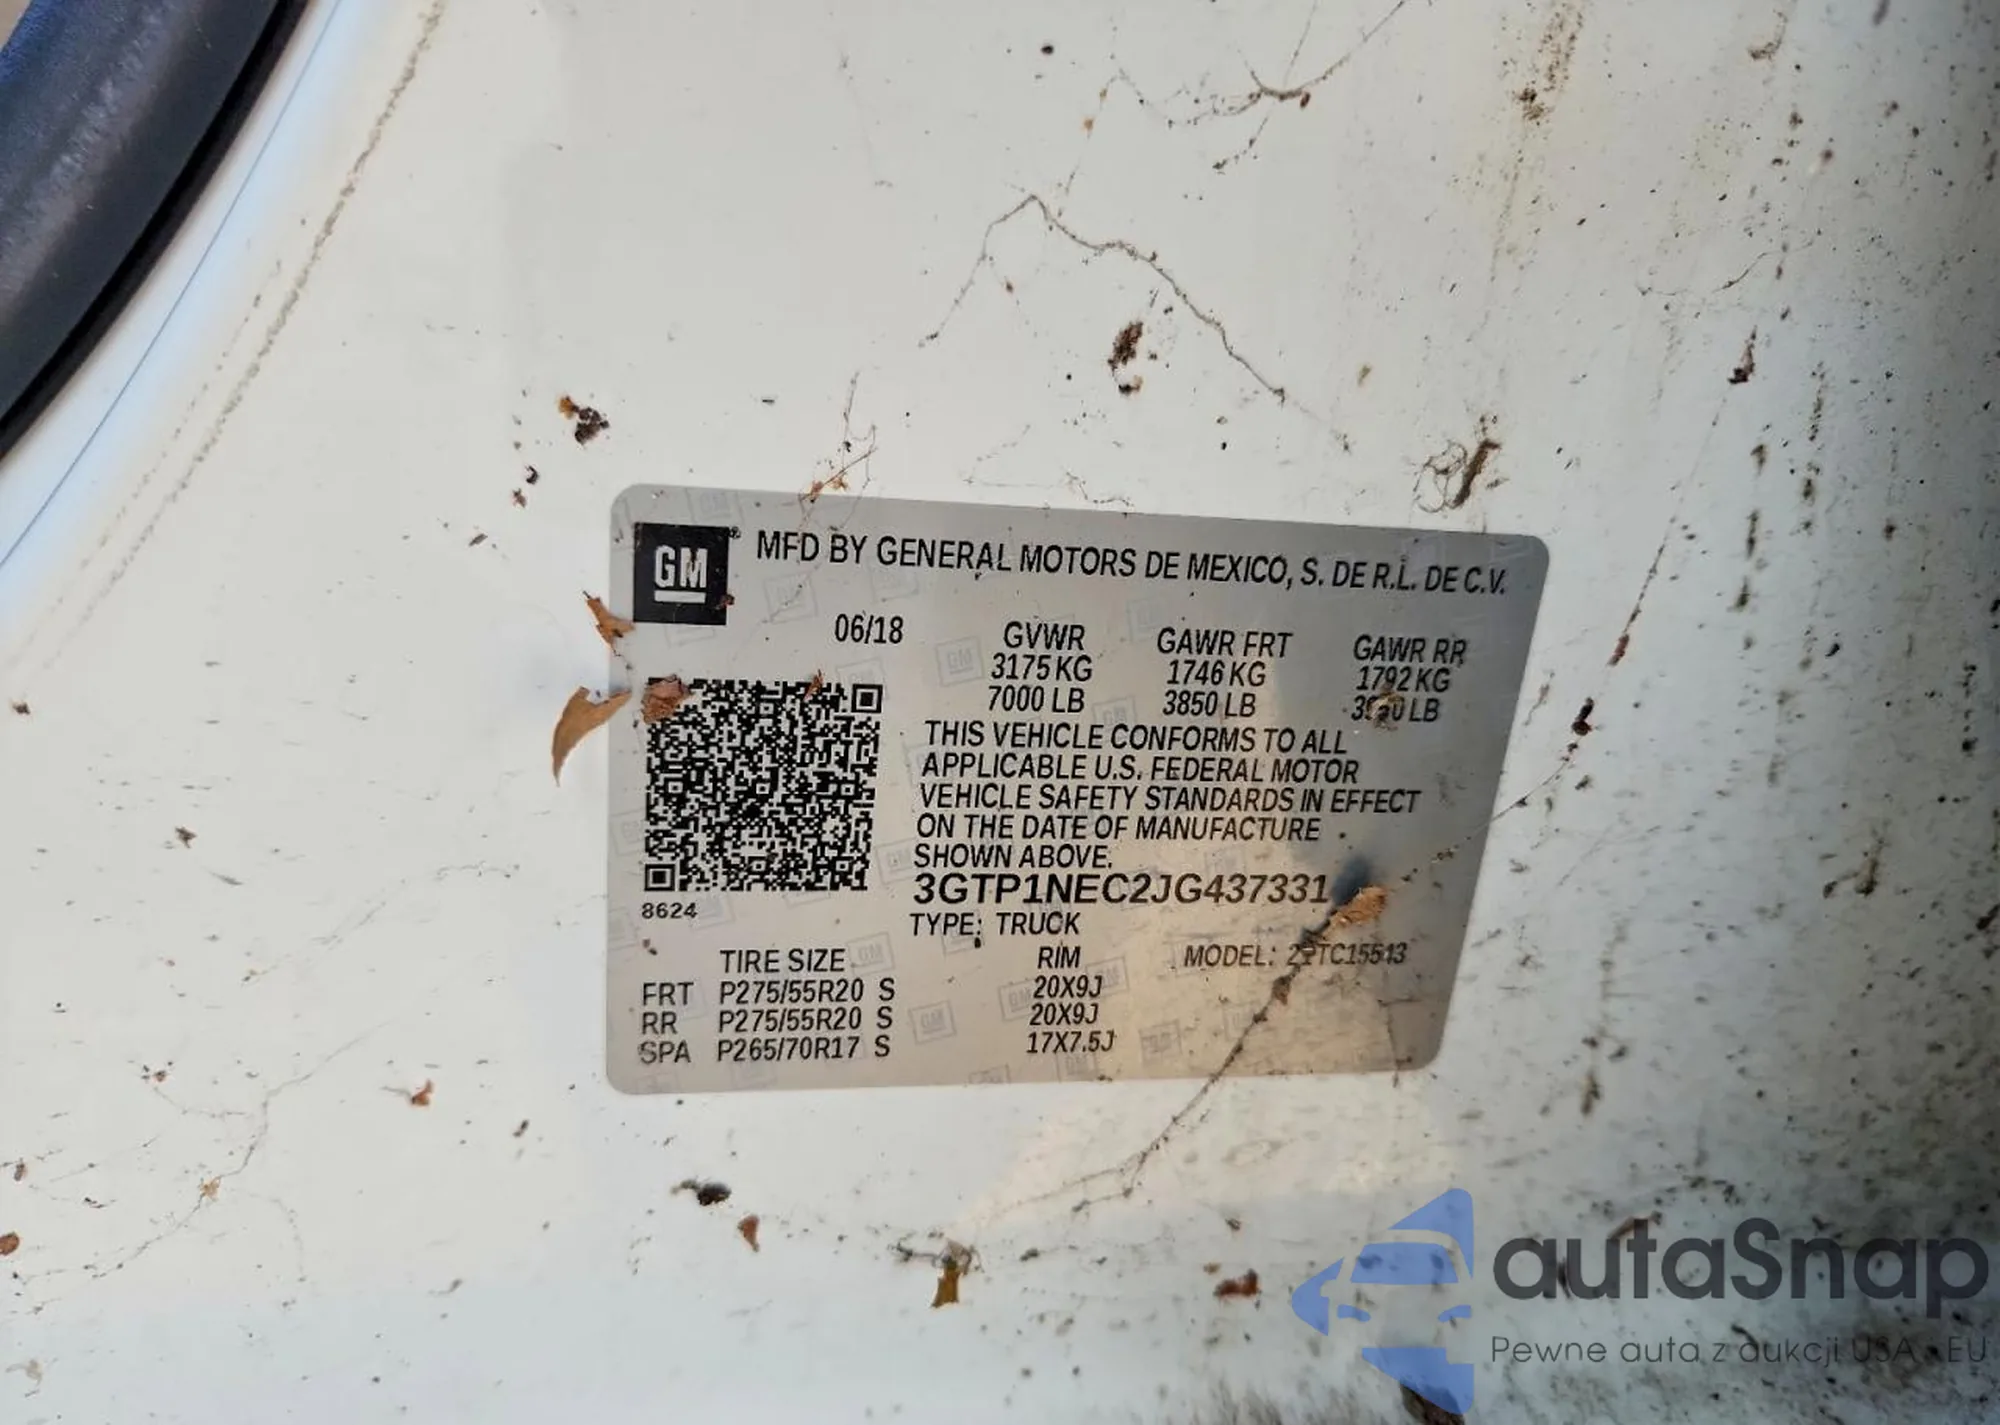 GM
MFD BY GENERAL MOTORS DE MEXICO, S. DE R.L. DE C.V.
06/18
GVWR GAWR FRT GAWR RR
3175 KG 1746 KG 1792 KG
7000 LB 3850 LB LB
THIS VEHICLE CONFORMS TO ALL
APPLICABLE U.S. FEDERAL MOTOR
VEHICLE SAFETY STANDARDS IN EFFECT
ON THE DATE OF MANUFACTURE
SHOWN ABOVE.
3GTP1NEC2JG437331
8624
TYPE: TRUCK
TIRE SIZE RIM MODEL:
FRT P275/55R20 S 20X9J
RR P275/55R20 S 20X9J
SPA P265/70R17 S 17X7.5J
autaSnap
Pewne auta z aukcji USA i EU